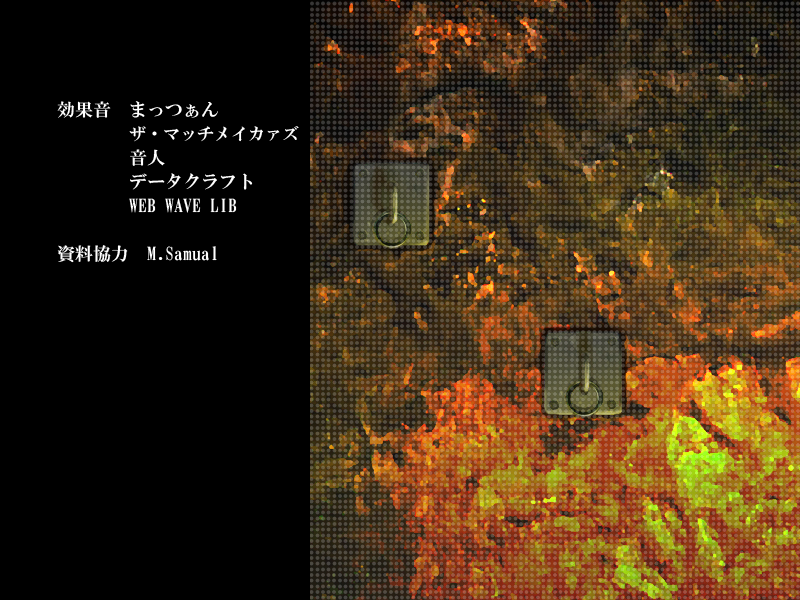 効果音　まっつぁん
ザ・マッチメイカァズ
音人
データクラフト
WEB WAVE LIB
資料協力　M.Samual